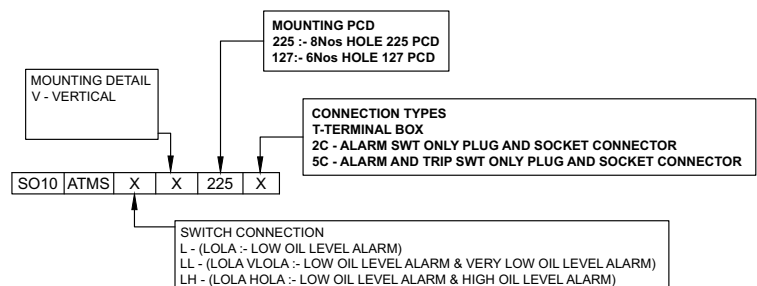 MOUNTING PCD
225 :- 8Nos HOLE 225 PCD
127:- 6Nos HOLE 127 PCD
MOUNTING DETAIL
V - VERTICAL
CONNECTION TYPES
T-TERMINAL BOX
2C - ALARM SWT ONLY PLUG AND SOCKET CONNECTOR
5C - ALARM AND TRIP SWT ONLY PLUG AND SOCKET CONNECTOR
SO10 ATMS X X 225 X
SWITCH CONNECTION
L - (LOLA :- LOW OIL LEVEL ALARM)
LL - (LOLA VLOLA :- LOW OIL LEVEL ALARM & VERY LOW OIL LEVEL ALARM)
LH - (LOLA HOLA :- LOW OIL LEVEL ALARM & HIGH OIL LEVEL ALARM)